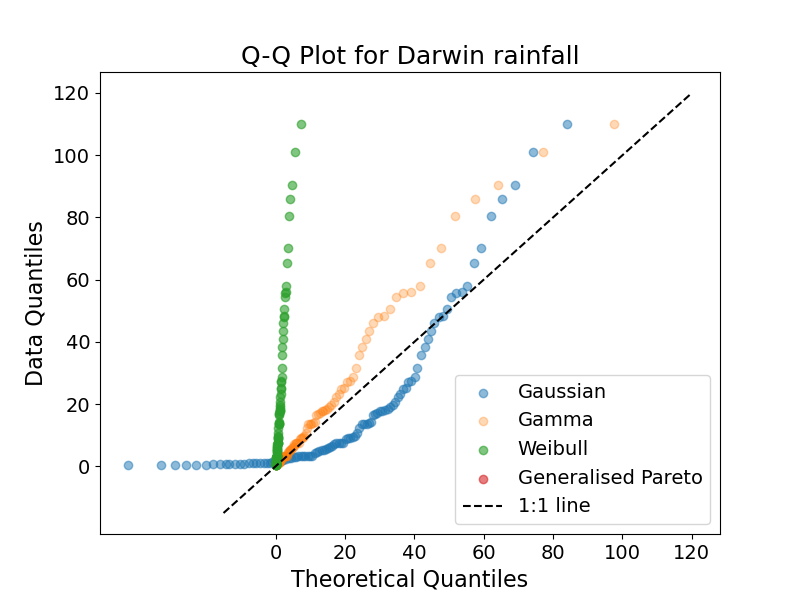 Q-Q Plot for Darwin rainfall
120
100
80
60
40
20
0
Data Quantiles
Gaussian
Gamma
Weibull
Generalised Pareto
1:1 line
0 20 40 60 80 100 120
Theoretical Quantiles